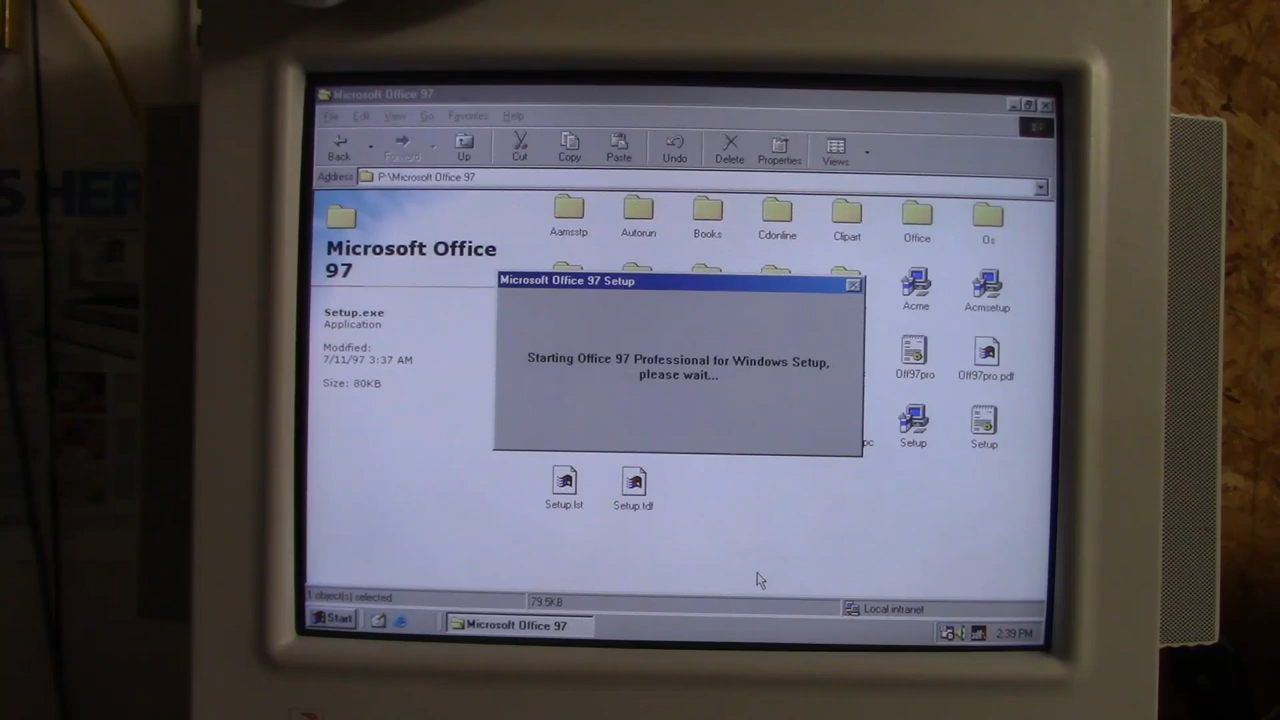 Microsoft Office 97
File Edit View Go Favorites Help
Back Forward Up Cut Copy Paste Undo Delete Properties Views
Address P:\Microsoft Office 97
Aamsstp Autorun Books Cdonline Clipart Office Os
Microsoft Office
97
Microsoft Office 97 Setup
Acme Acmsetup
Setup.exe
Application
Modified:
7/11/97 3:37 AM
Size: 80KB
Starting Office 97 Professional for Windows Setup,
please wait...
Off97pro Off97pro.pdf
pc Setup Setup
Setup.lst Setup.tdf
1 object(s) selected 79.5KB Local intranet
Start Microsoft Office 97 2:39 PM
S HER